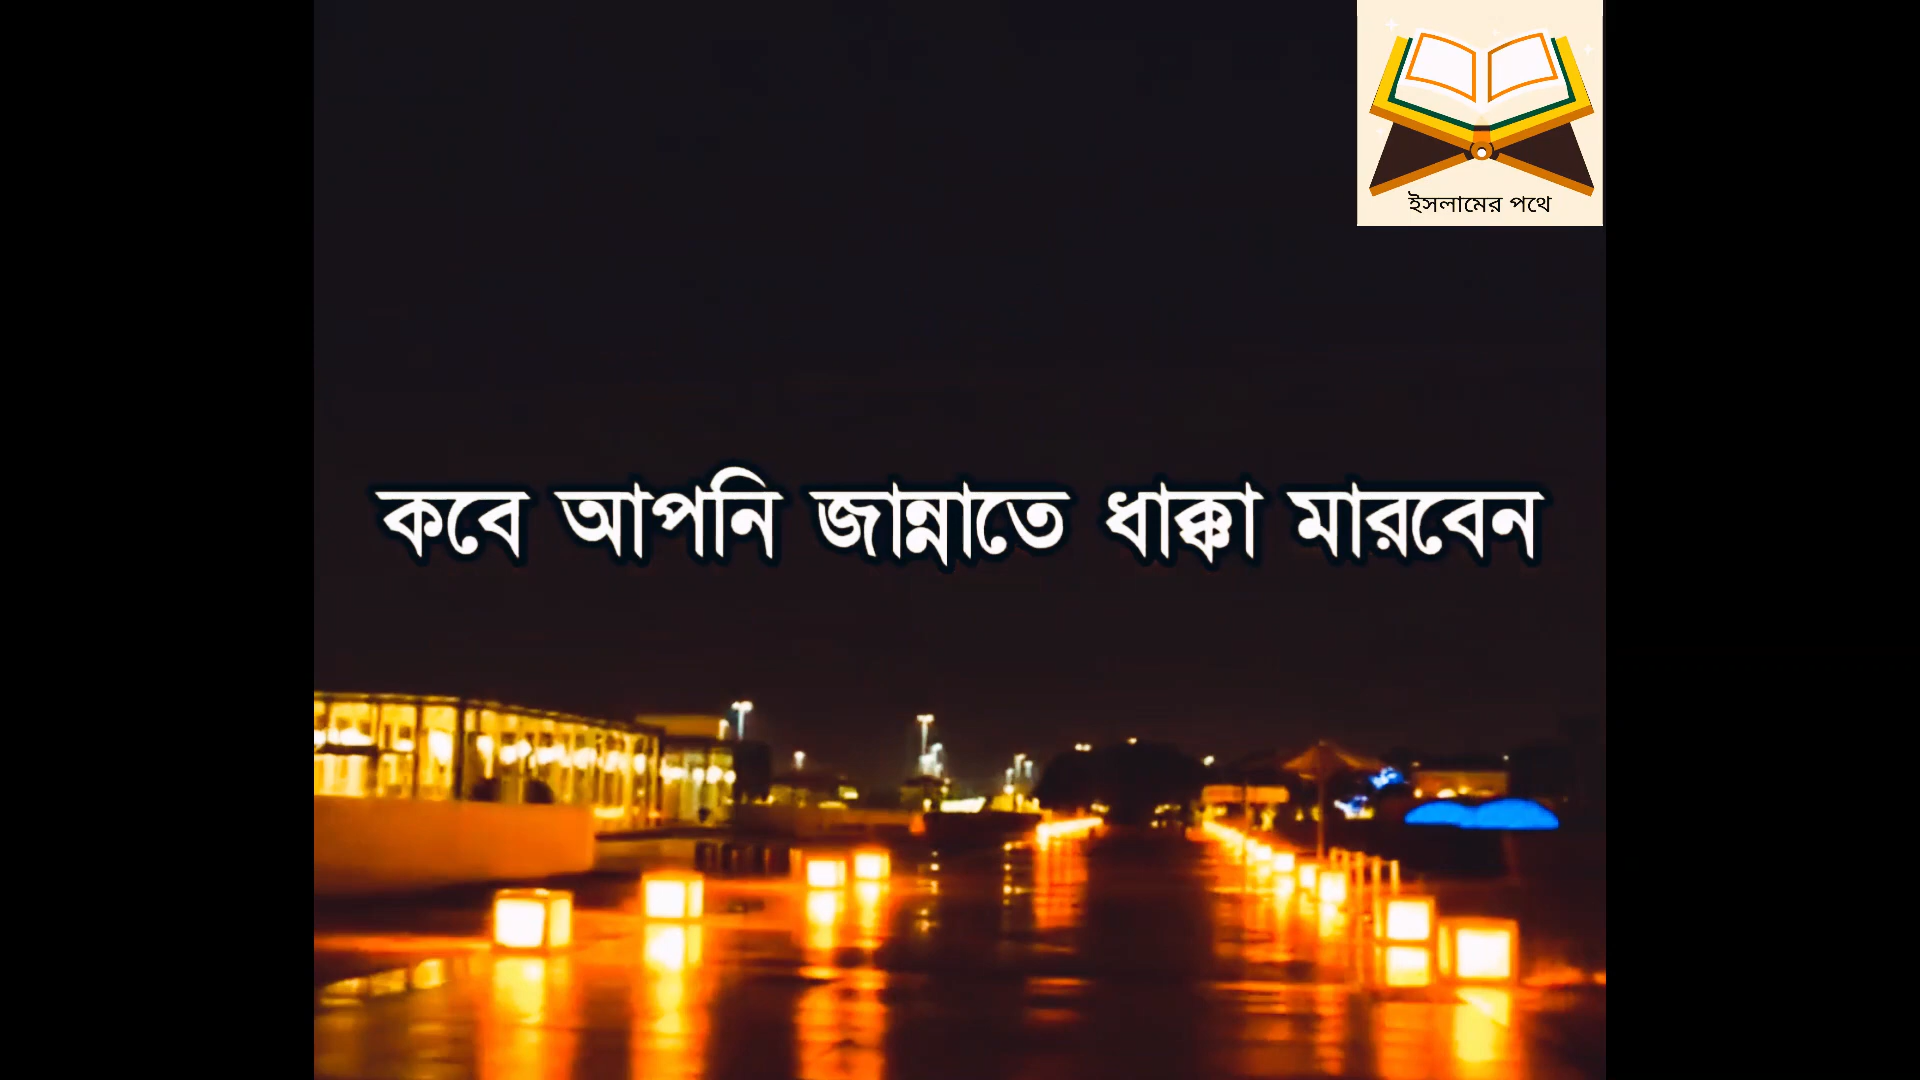 ইসলামের পথে
কবে আপনি জান্নাতে ধাক্কা মারবেন